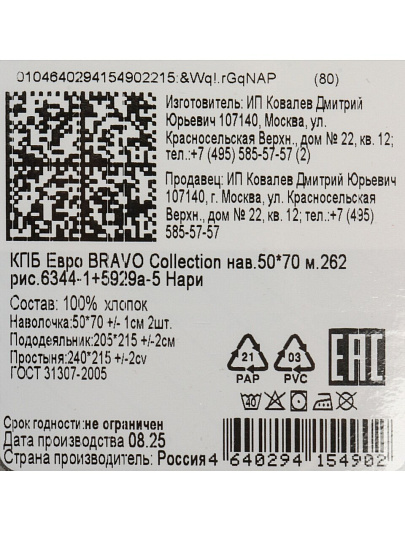 0104640294154902215:&Wq!.rGqNAP (80)
Изготовитель: ИП Ковалев Дмитрий
Юрьевич 107140, Москва, ул.
Красносельская Верхн., дом № 22, кв. 12;
тел.:+7 (495) 585-57-57 (2)
Продавец: ИП Ковалев Дмитрий Юрьевич
107140, г. Москва, ул. Красносельская
Верхн., дом № 22, кв. 12; тел.:+7 (495)
585-57-57
КПБ Евро BRAVO Collection нав.50*70 м.262
рис.6344-1+5929а-5 Нари
Состав: 100% хлопок
Наволочка:50*70 +/- 1см 2шт.
Пододеяльник:205*215 +/-2см
Простыня:240*215 +/-2cv
ГОСТ 31307-2005
21
PAP
03
PVC
EAC
Срок годности:не ограничен
Дата производства 08.25
Страна производитель: Россия
4 640294 154902